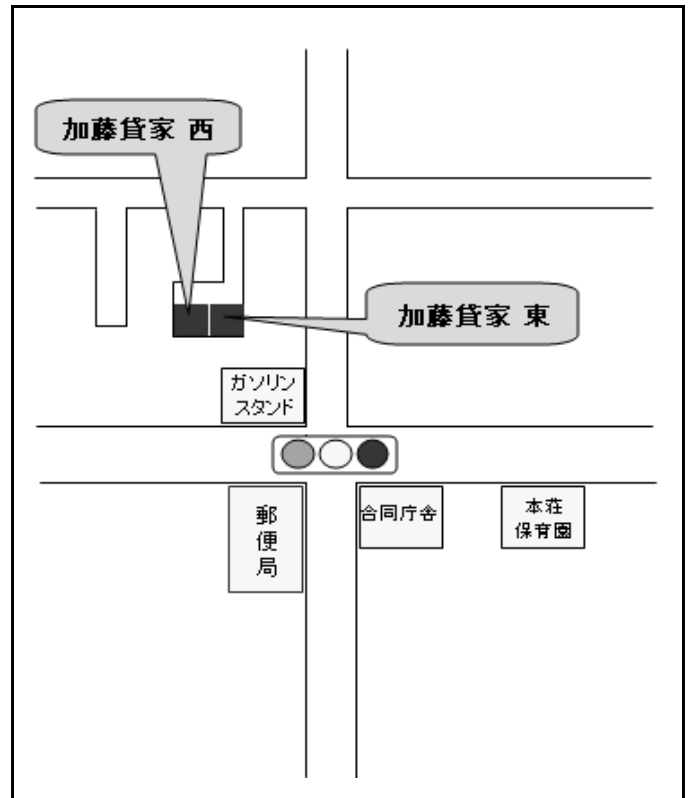 加藤貸家 西
加藤貸家 東
ガソリン
スタンド
郵便局
合同庁舎
本荘
保育園